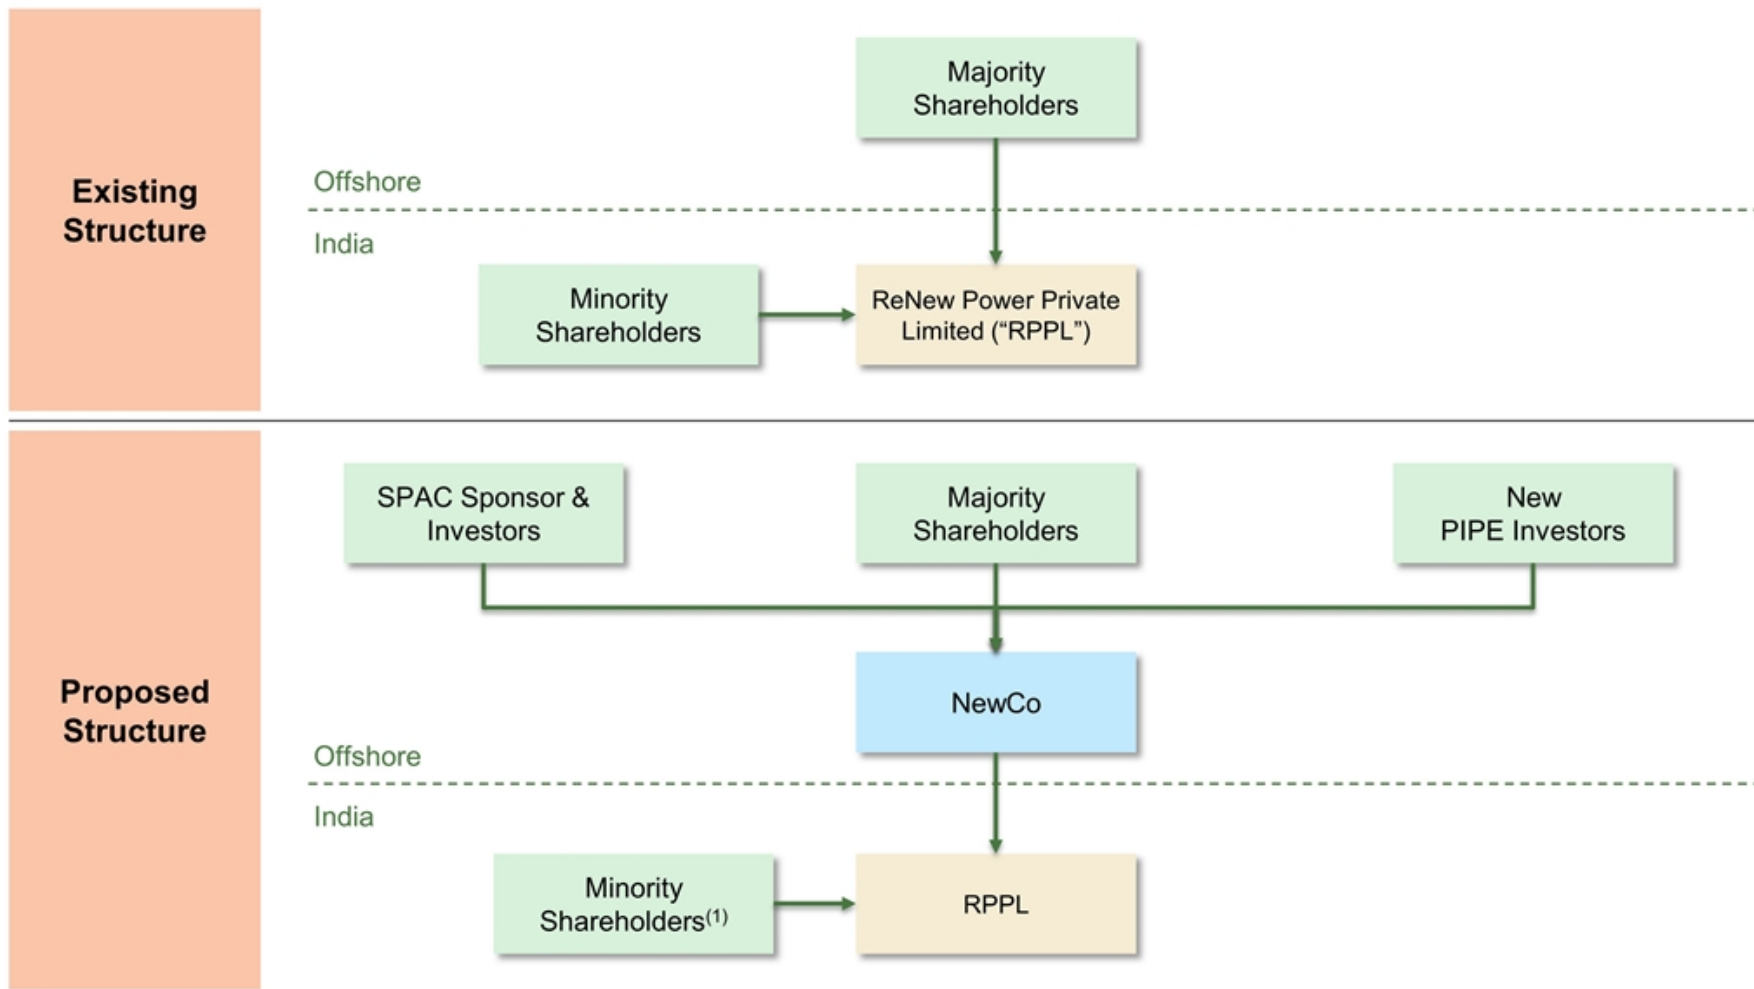 Existing
Structure
Majority
Shareholders
Offshore
India
Minority
Shareholders
ReNew Power Private
Limited (“RPPL”)
Proposed
Structure
SPAC Sponsor &
Investors
Majority
Shareholders
New
PIPE Investors
NewCo
Offshore
India
Minority
Shareholders(1)
RPPL